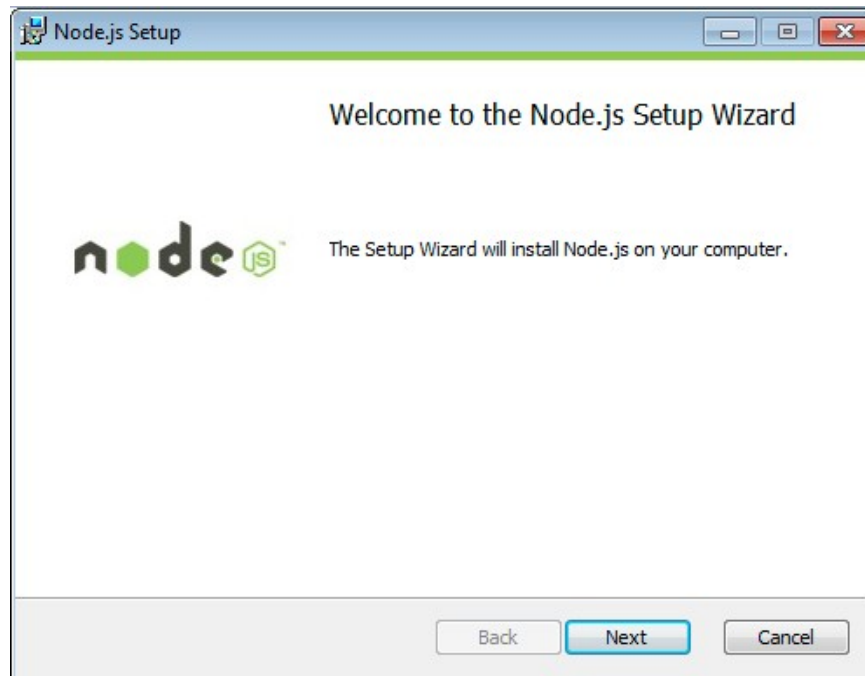 Node.js Setup
Welcome to the Node.js Setup Wizard
node JS™
The Setup Wizard will install Node.js on your computer.
Back Next Cancel